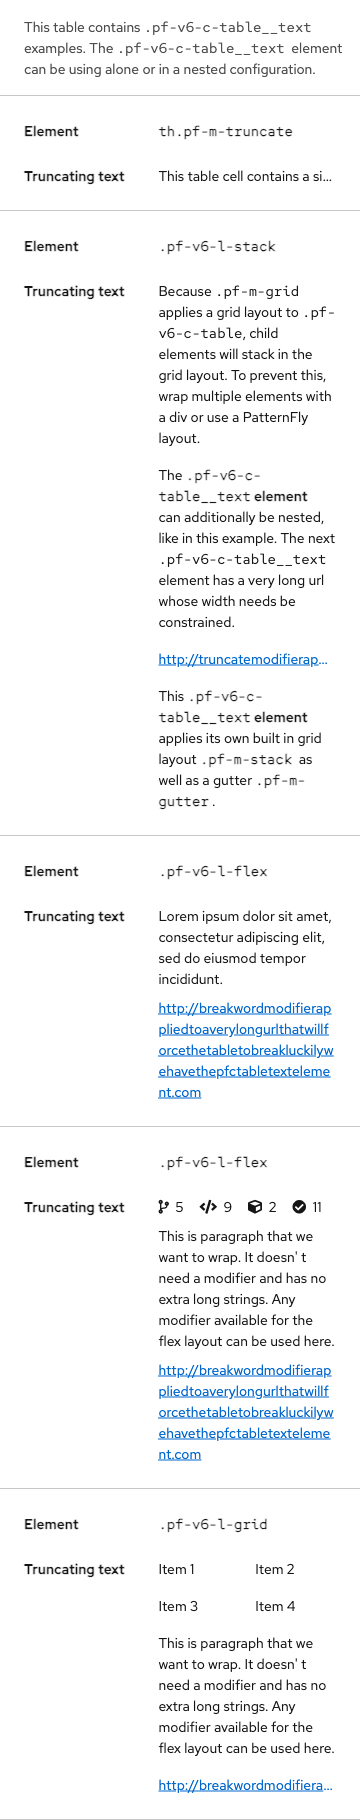 This table contains .pf-v6-c-table__text
examples. The .pf-v6-c-table__text element
can be using alone or in a nested configuration.
Element th.pf-m-truncate
Truncating text This table cell contains a si...
Element .pf-v6-l-stack
Truncating text Because .pf-m-grid
applies a grid layout to .pf-
v6-c-table, child
elements will stack in the
grid layout. To prevent this,
wrap multiple elements with
a div or use a PatternFly
layout.
The .pf-v6-c-
table__text element
can additionally be nested,
like in this example. The next
.pf-v6-c-table__text
element has a very long url
whose width needs be
constrained.
http://truncatemodifierap...
This .pf-v6-c-
table__text element
applies its own built in grid
layout .pf-m-stack as
well as a gutter .pf-m-
gutter.
Element .pf-v6-l-flex
Truncating text Lorem ipsum dolor sit amet,
consectetur adipiscing elit,
sed do eiusmod tempor
incididunt.
http://breakwordmodifierap
pliedtoaverylongurlthatwillf
orcethetabletobreakluckilyw
ehavethepfctabletexteleme
nt.com
Element .pf-v6-l-flex
Truncating text 5 9 2 11
This is paragraph that we
want to wrap. It doesn' t
need a modifier and has no
extra long strings. Any
modifier available for the
flex layout can be used here.
http://breakwordmodifierap
pliedtoaverylongurlthatwillf
orcethetabletobreakluckilyw
ehavethepfctabletexteleme
nt.com
Element .pf-v6-l-grid
Truncating text Item 1 Item 2
Item 3 Item 4
This is paragraph that we
want to wrap. It doesn' t
need a modifier and has no
extra long strings. Any
modifier available for the
flex layout can be used here.
http://breakwordmodifiera...